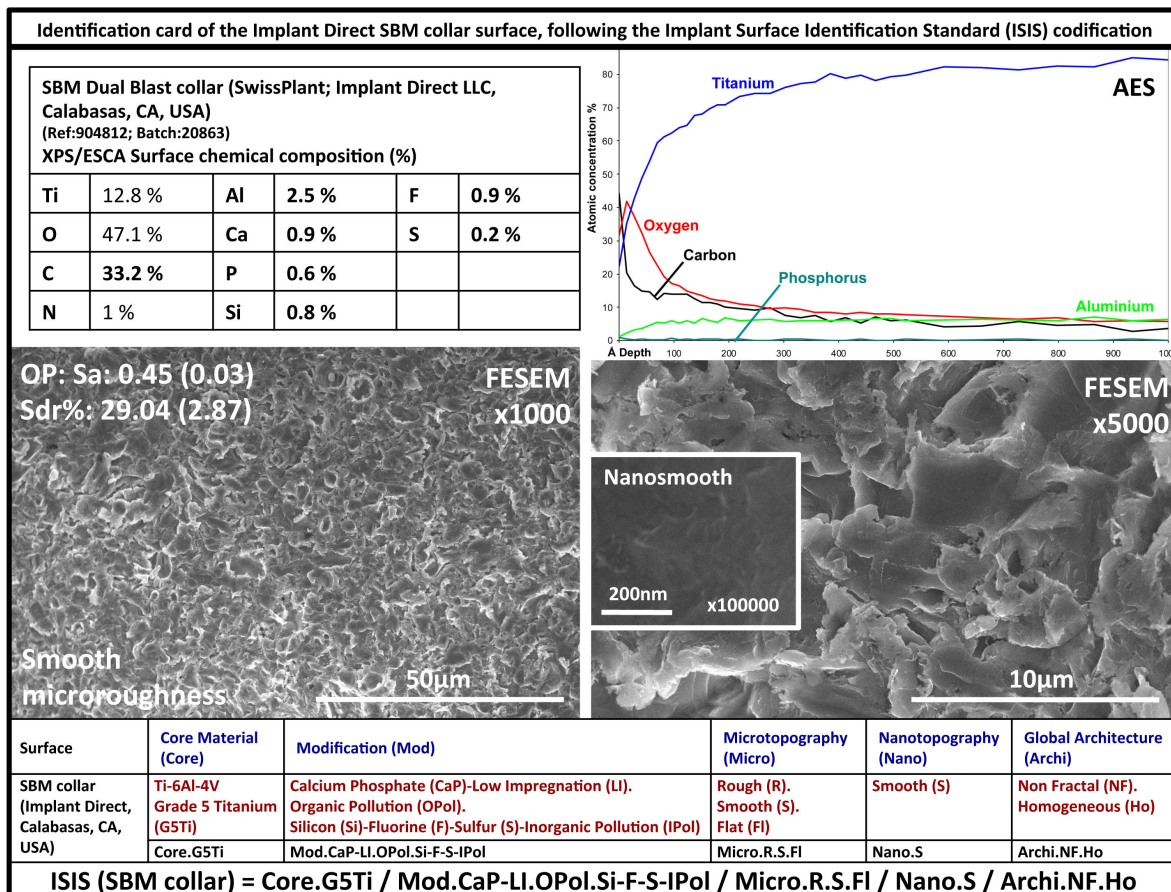 Identification card of the Implant Direct SBM collar surface, following the Implant Surface Identification Standard (ISIS) codification
SBM Dual Blast collar (SwissPlant; Implant Direct LLC,
Calabasas, CA, USA)
(Ref:904812; Batch:20863)
XPS/ESCA Surface chemical composition (%)
Ti 12.8 % Al 2.5 % F 0.9 %
O 47.1 % Ca 0.9 % S 0.2 %
C 33.2 % P 0.6 %
N 1 % Si 0.8 %
AES
Atomic concentration %
80
70
60
50
40
30
20
10
0
Titanium
Oxygen
Carbon
Phosphorus
Aluminium
Å Depth 100 200 300 400 500 600 700 800 900 1000
OP: Sa: 0.45 (0.03)
Sdr%: 29.04 (2.87)
FESEM
x1000
Smooth
microroughness
50µm
FESEM
x5000
Nanosmooth
200nm
x100000
10µm
Surface
Core Material
(Core)
Modification (Mod)
Microtopography
(Micro)
Nanotopography
(Nano)
Global Architecture
(Archi)
SBM collar
(Implant Direct,
Calabasas, CA,
USA)
Ti-6Al-4V
Grade 5 Titanium
(G5Ti)
Calcium Phosphate (CaP)-Low Impregnation (LI).
Organic Pollution (OPol).
Silicon (Si)-Fluorine (F)-Sulfur (S)-Inorganic Pollution (IPol)
Rough (R).
Smooth (S).
Flat (Fl)
Smooth (S)
Non Fractal (NF).
Homogeneous (Ho)
Core.G5Ti
Mod.CaP-LI.OPol.Si-F-S-IPol
Micro.R.S.Fl
Nano.S
Archi.NF.Ho
ISIS (SBM collar) = Core.G5Ti / Mod.CaP-LI.OPol.Si-F-S-IPol / Micro.R.S.Fl / Nano.S / Archi.NF.Ho